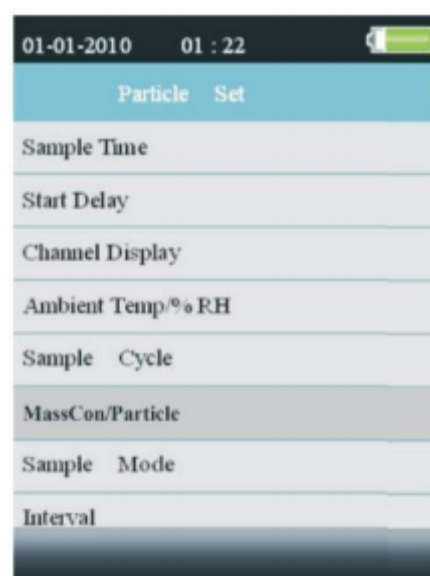 01-01-2010 01 : 22
Particle Set
Sample Time
Start Delay
Channel Display
Ambient Temp/% RH
Sample Cycle
MassCon/Particle
Sample Mode
Interval